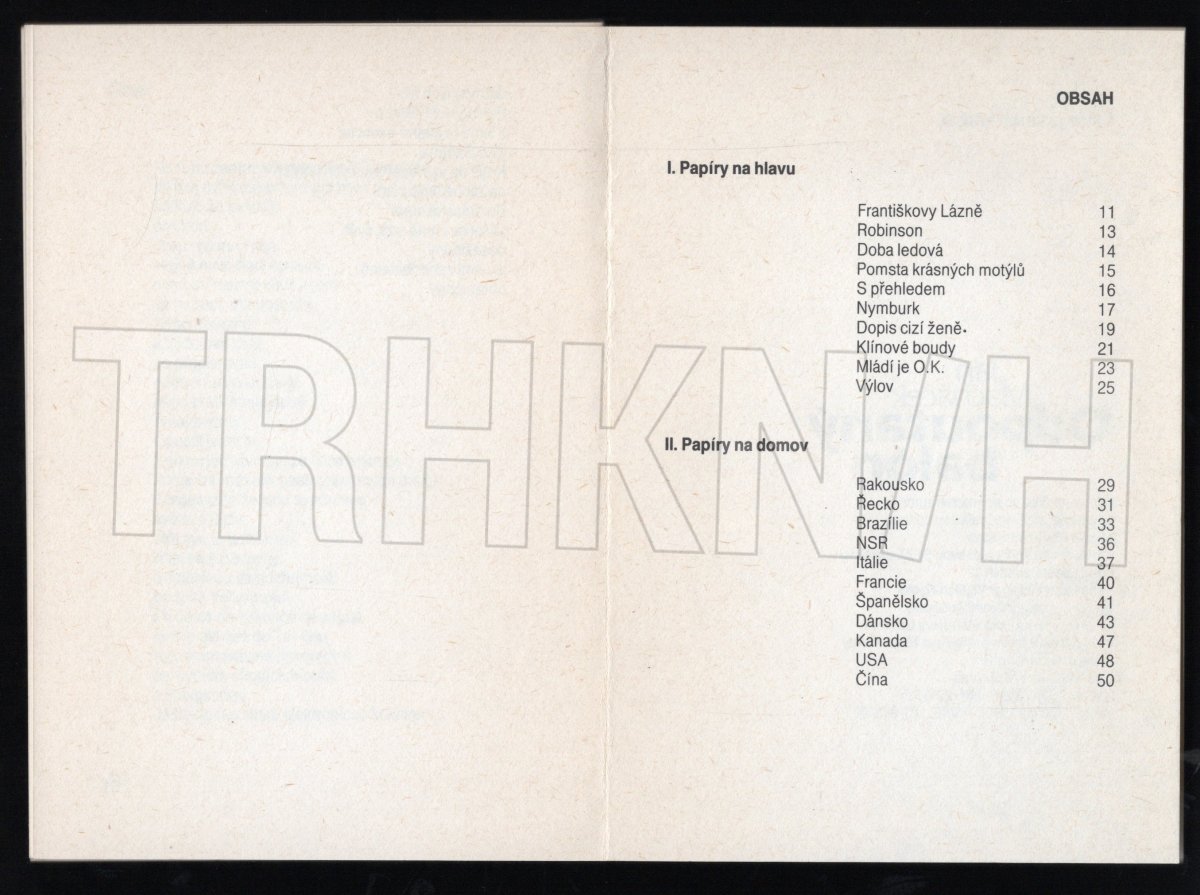 OBSAH
I. Papíry na hlavu
Františkovy Lázně 11
Robinson 13
Doba ledová 14
Pomsta krásných motýlů 15
S přehledem 16
Nymburk 17
Dopis cizí ženě 19
Klínové boudy 21
Mládí je O.K. 23
Výlov 25
II. Papíry na domov
Rakousko 29
Řecko 31
Brazílie 33
NSR 36
Itálie 37
Francie 40
Španělsko 41
Dánsko 43
Kanada 47
USA 48
Čína 50
TRHKNIH